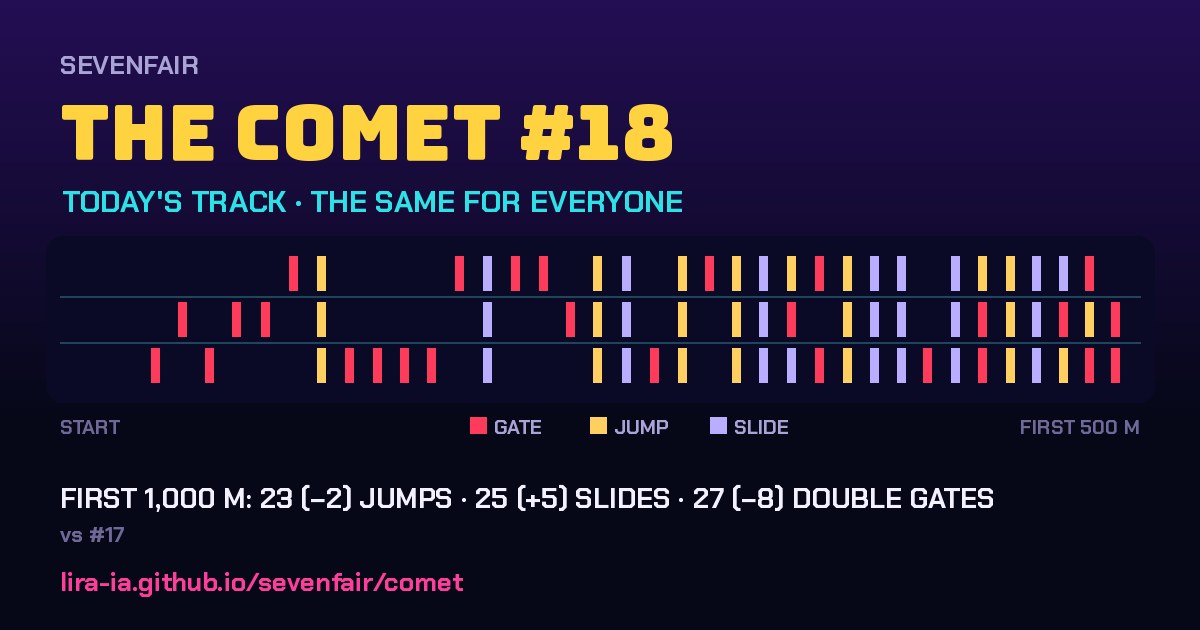 SEVENFAIR
THE COMET #18
TODAY'S TRACK · THE SAME FOR EVERYONE
START GATE JUMP SLIDE FIRST 500 M
FIRST 1,000 M: 23 (−2) JUMPS · 25 (+5) SLIDES · 27 (−8) DOUBLE GATES
vs #17
lira-ia.github.io/sevenfair/comet